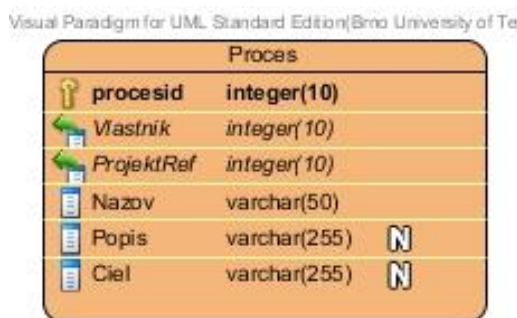 Visual Paradigm for UML Standard Edition(Brno University of Te
Proces
procesid integer(10)
Vlastnik integer(10)
ProjektRef integer(10)
Nazov varchar(50)
Popis varchar(255) N
Ciel varchar(255) N